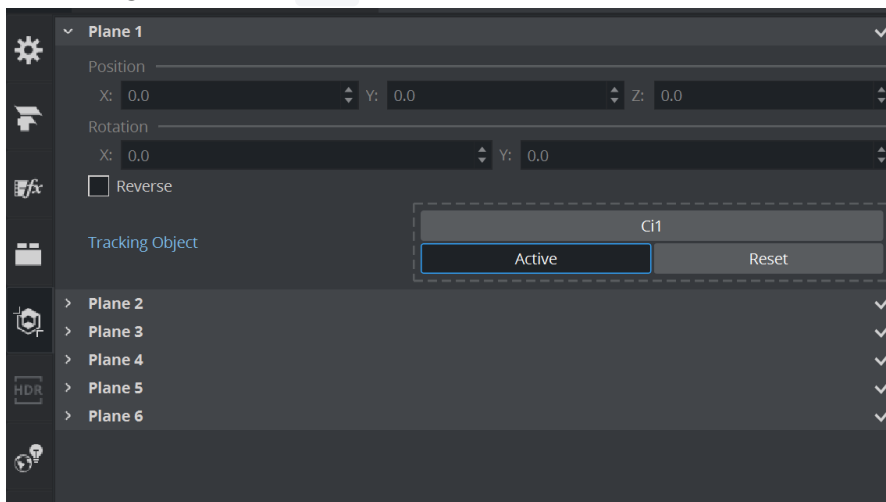 Plane 1
Position
X: 0.0 Y: 0.0 Z: 0.0
Rotation
X: 0.0 Y: 0.0
Reverse
Ci1
Tracking Object
Active Reset
Plane 2
Plane 3
Plane 4
Plane 5
Plane 6
fx
HDR